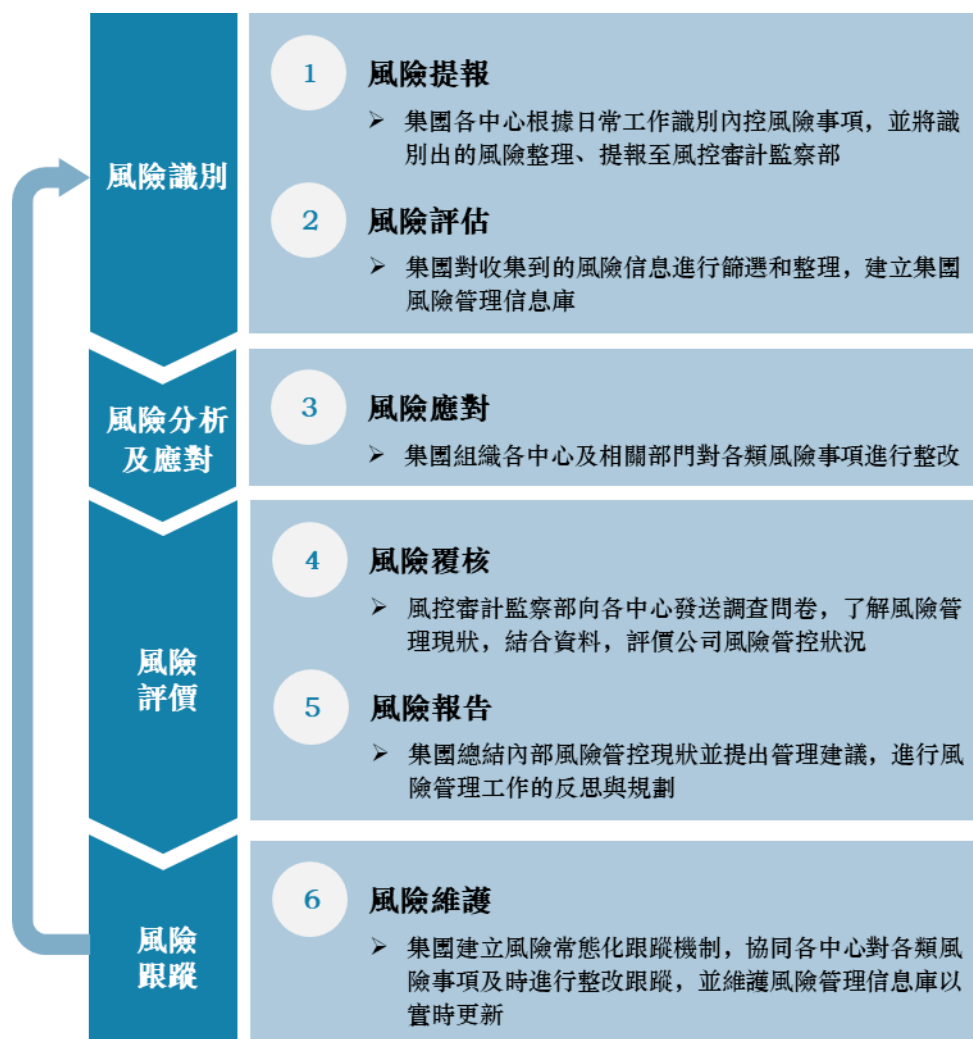 風險識別
1
風險提報
➢ 集團各中心根據日常工作識別內控風險事項，並將識
別出的風險整理、提報至風控審計監察部
2
風險評估
➢ 集團對收集到的風險信息進行篩選和整理，建立集團
風險管理信息庫
風險分析
及應對
3
風險應對
➢ 集團組織各中心及相關部門對各類風險事項進行整改
風險
評價
4
風險覆核
➢ 風控審計監察部向各中心發送調查問卷，了解風險管
理現狀，結合資料，評價公司風險管控狀況
5
風險報告
➢ 集團總結內部風險管控現狀並提出管理建議，進行風
險管理工作的反思與規劃
風險
跟蹤
6
風險維護
➢ 集團建立風險常態化跟蹤機制，協同各中心對各類風
險事項及時進行整改跟蹤，並維護風險管理信息庫以
實時更新